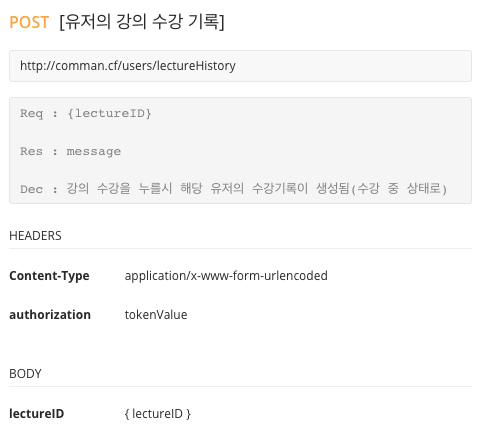 POST [유저의 강의 수강 기록]
http://comman.cf/users/lectureHistory
Req : {lectureID}
Res : message
Dec : 강의 수강을 누를시 해당 유저의 수강기록이 생성됨(수강 중 상태로)
HEADERS
Content-Type application/x-www-form-urlencoded
authorization tokenValue
BODY
lectureID { lectureID }